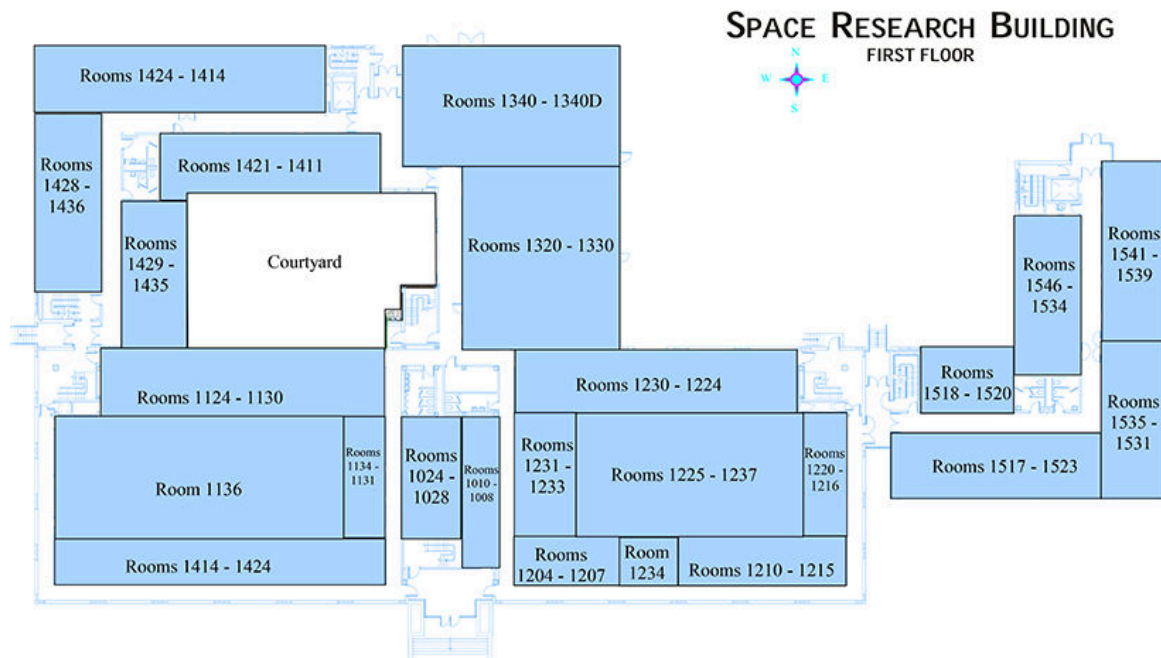 SPACE RESEARCH BUILDING
FIRST FLOOR
N
W E
S
Rooms 1424 - 1414
Rooms 1340 - 1340D
Rooms
1428 -
1436
Rooms 1421 - 1411
Rooms
1429 -
1435
Courtyard
Rooms 1320 - 1330
Rooms
1541 -
1539
Rooms
1546 -
1534
Rooms 1124 - 1130
Rooms 1230 - 1224
Rooms
1518 - 1520
Rooms
1535 -
1531
Room 1136
Rooms
1134 -
1131
Rooms
1024 -
1028
Rooms
1010 -
1008
Rooms
1231 -
1233
Rooms
1225 - 1237
Rooms
1220 -
1216
Rooms 1517 - 1523
Rooms 1414 - 1424
Rooms
1204 - 1207
Room
1234
Rooms 1210 - 1215